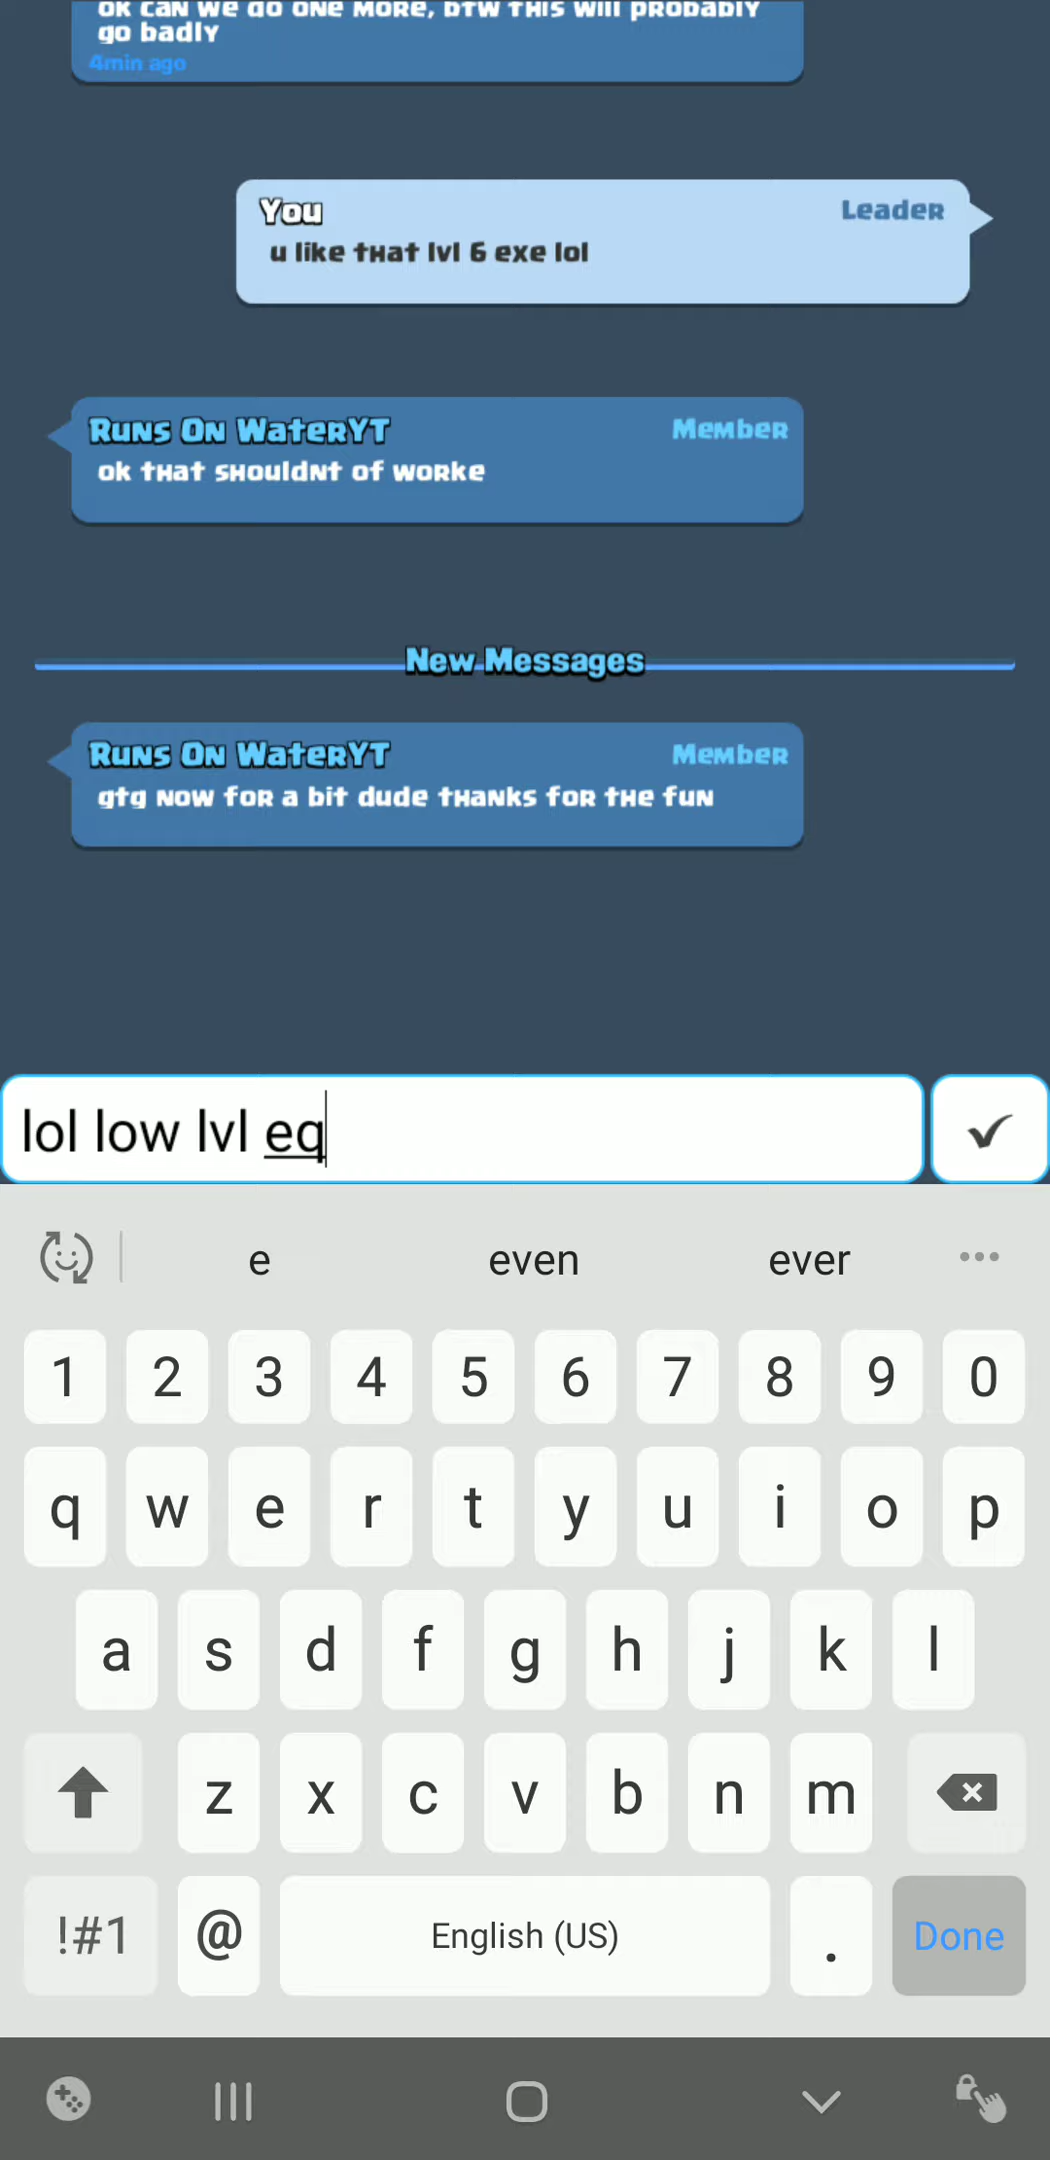 ok can we do one more, btw this will probably
go badly
4min ago
You
Leader
u like that lvl 6 exe lol
Runs On WaterYT
Member
ok that shouldnt of worke
New Messages
Runs On WaterYT
Member
gtg now for a bit dude thanks for the fun
lol low lvl eq
e even ever
1 2 3 4 5 6 7 8 9 0
q w e r t y u i o p
a s d f g h j k l
z x c v b n m
!#1 @ English (US) . Done